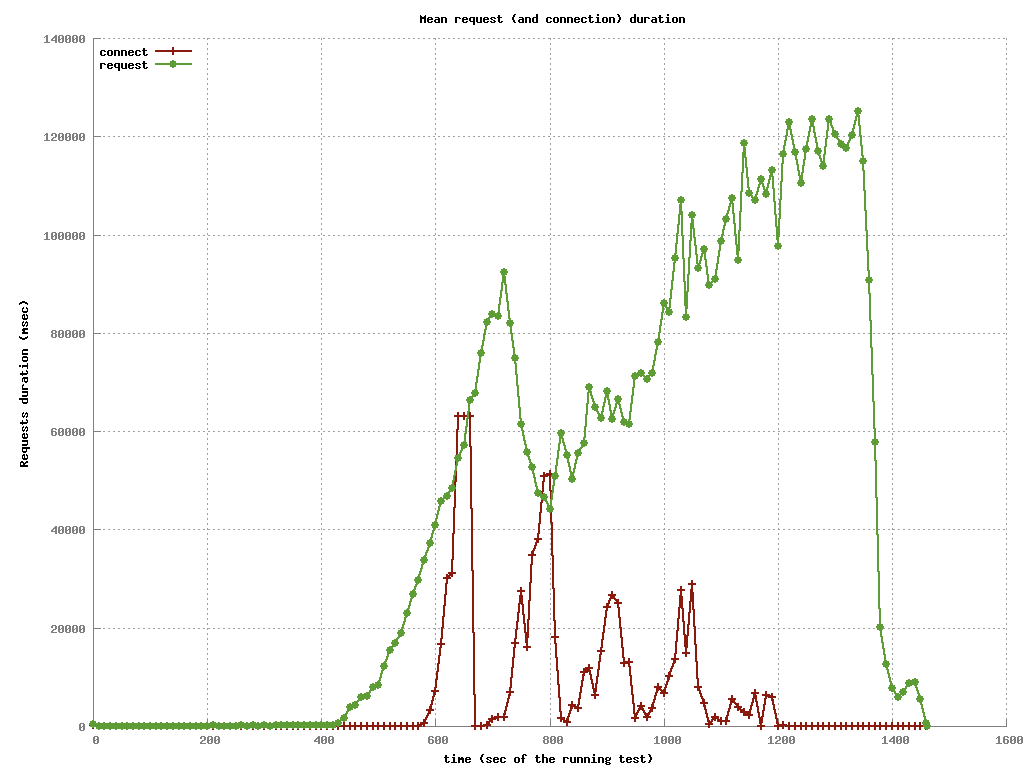 Mean request (and connection) duration
140000
connect
request
120000
100000
80000
60000
40000
20000
0
0 200 400 600 800 1000 1200 1400 1600
Requests duration (msec)
time (sec of the running test)